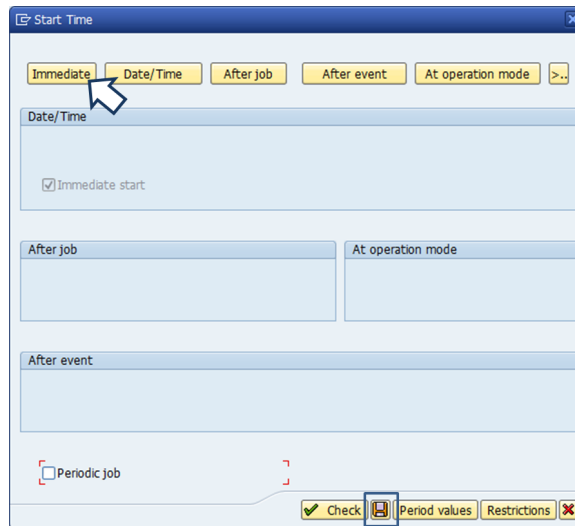 Start Time
Immediate Date/Time After job After event At operation mode >..
Date/Time
Immediate start
After job At operation mode
After event
Periodic job
Check Period values Restrictions